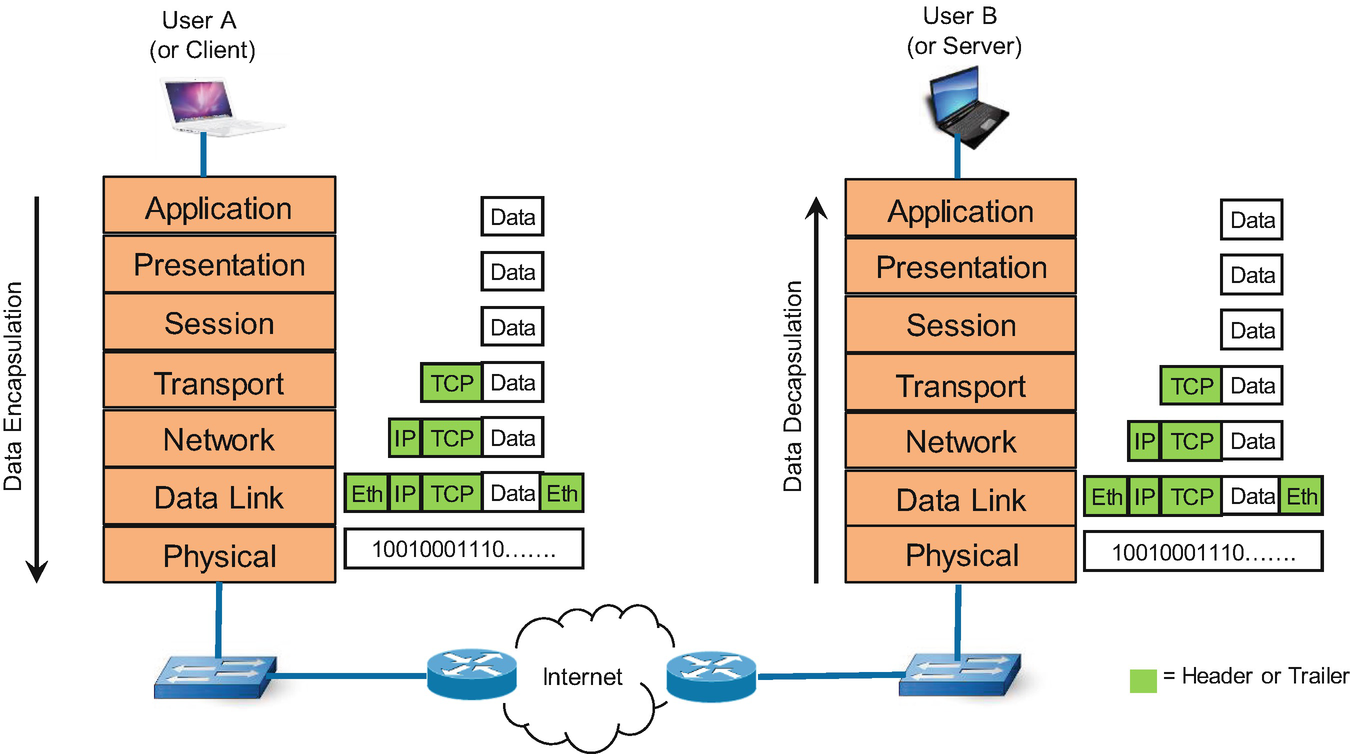 User A
(or Client)
User B
(or Server)
Data Encapsulation
Application
Data
Presentation
Data
Session
Data
Transport
TCP Data
Network
IP TCP Data
Data Link
Eth IP TCP Data Eth
Physical
10010001110.......
Data Decapsulation
Application
Data
Presentation
Data
Session
Data
Transport
TCP Data
Network
IP TCP Data
Data Link
Eth IP TCP Data Eth
Physical
10010001110.......
Internet
= Header or Trailer